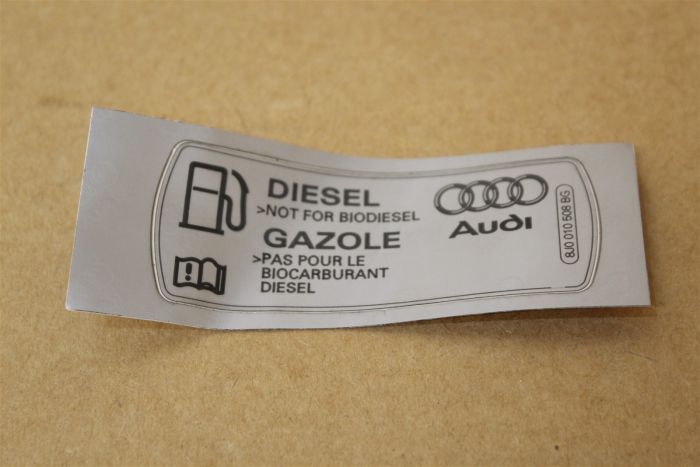 DIESEL
>NOT FOR BIODIESEL
GAZOLE
>PAS POUR LE
BIOCARBURANT
DIESEL
Audi
8J0 010 508 BG